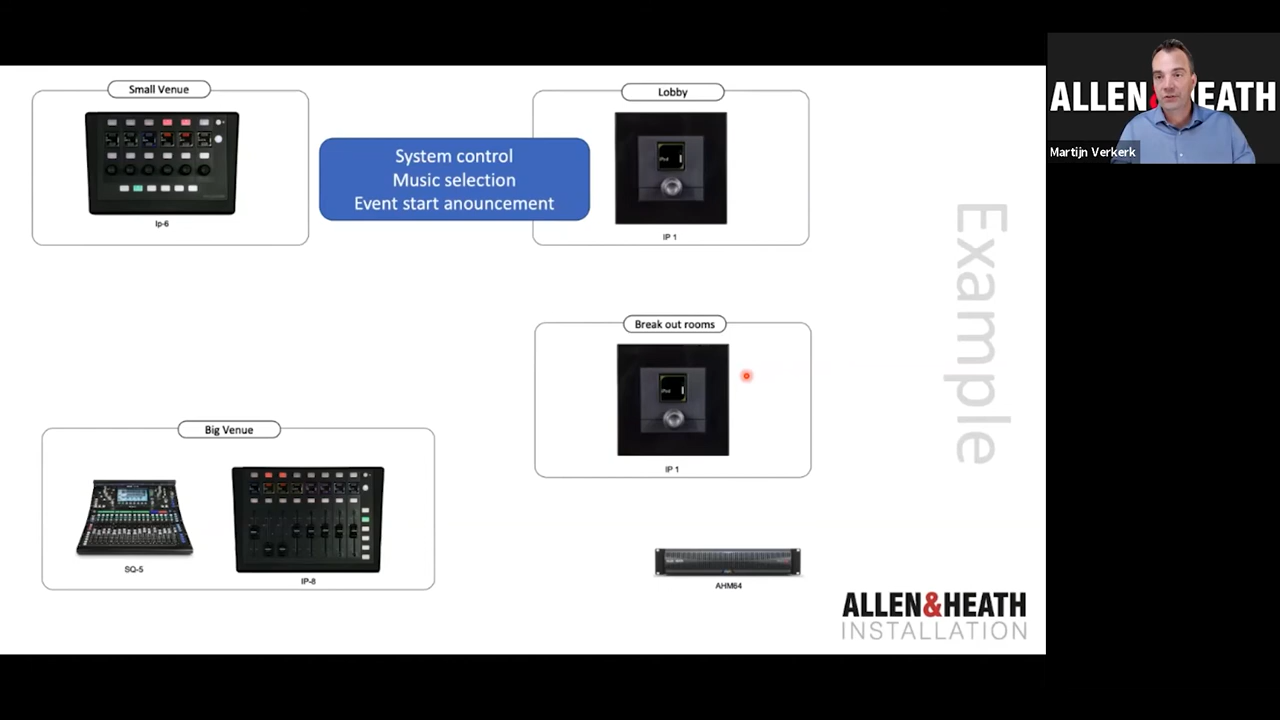 Small Venue
Ip-6
System control
Music selection
Event start anouncement
Lobby
IP 1
Break out rooms
IP 1
Big Venue
SQ-5
IP-8
AHM64
Example
ALLEN&HEATH
INSTALLATION
ALLEN EATH
Martijn Verkerk